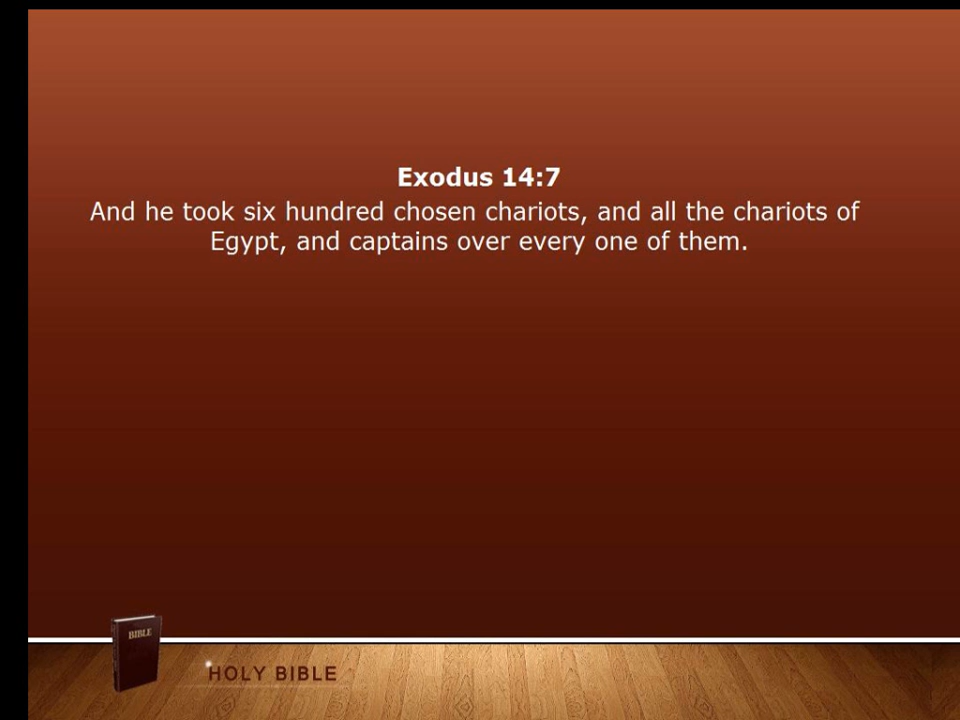 Exodus 14:7
And he took six hundred chosen chariots, and all the chariots of
Egypt, and captains over every one of them.
BIBLE
HOLY BIBLE